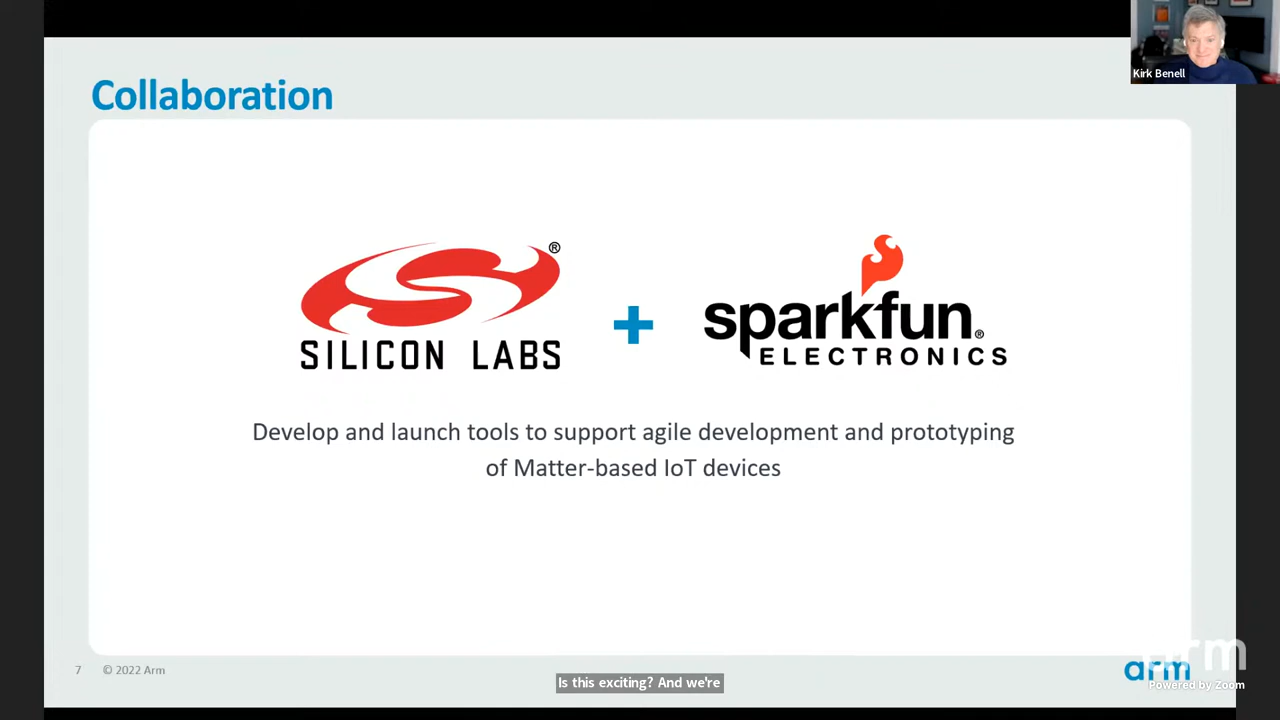 Kirk Benell
Collaboration
®
SILICON LABS
+
sparkfun®
ELECTRONICS
Develop and launch tools to support agile development and prototyping
of Matter-based IoT devices
7 © 2022 Arm
arm
arm
Powered by Zoom
Is this exciting? And we're